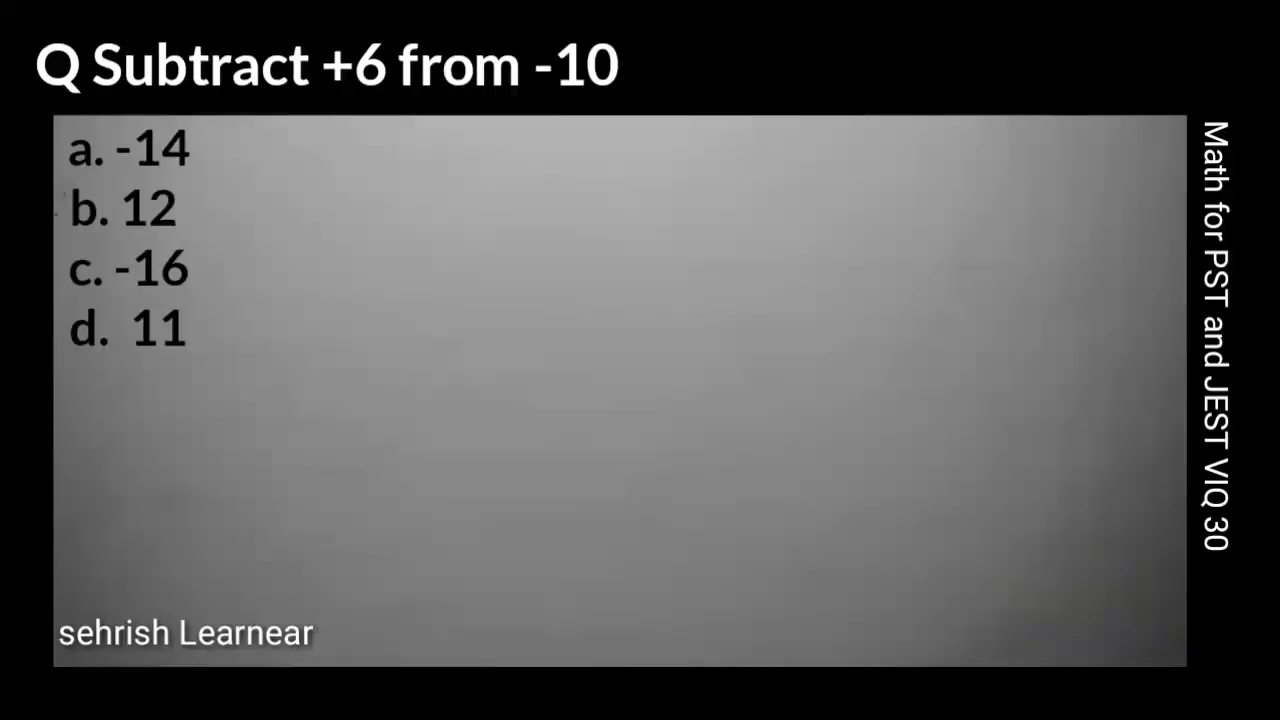 Q Subtract +6 from -10
a. -14
b. 12
c. -16
d. 11
sehrish Learnear
Math for PST and JEST VIQ 30